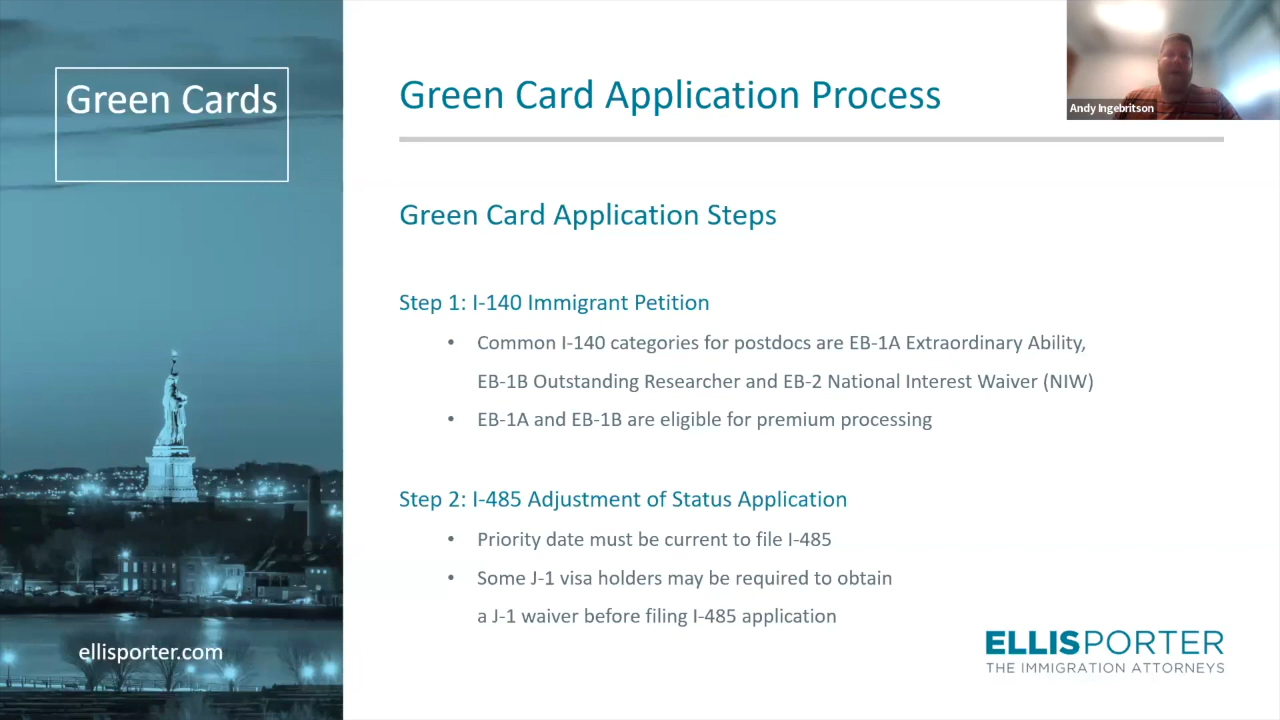 Green Cards
Green Card Application Process
Andy Ingebritson
Green Card Application Steps
Step 1: I-140 Immigrant Petition
• Common I-140 categories for postdocs are EB-1A Extraordinary Ability,
EB-1B Outstanding Researcher and EB-2 National Interest Waiver (NIW)
• EB-1A and EB-1B are eligible for premium processing
Step 2: I-485 Adjustment of Status Application
• Priority date must be current to file I-485
• Some J-1 visa holders may be required to obtain
a J-1 waiver before filing I-485 application
ellisporter.com
ELLISPORTER
THE IMMIGRATION ATTORNEYS